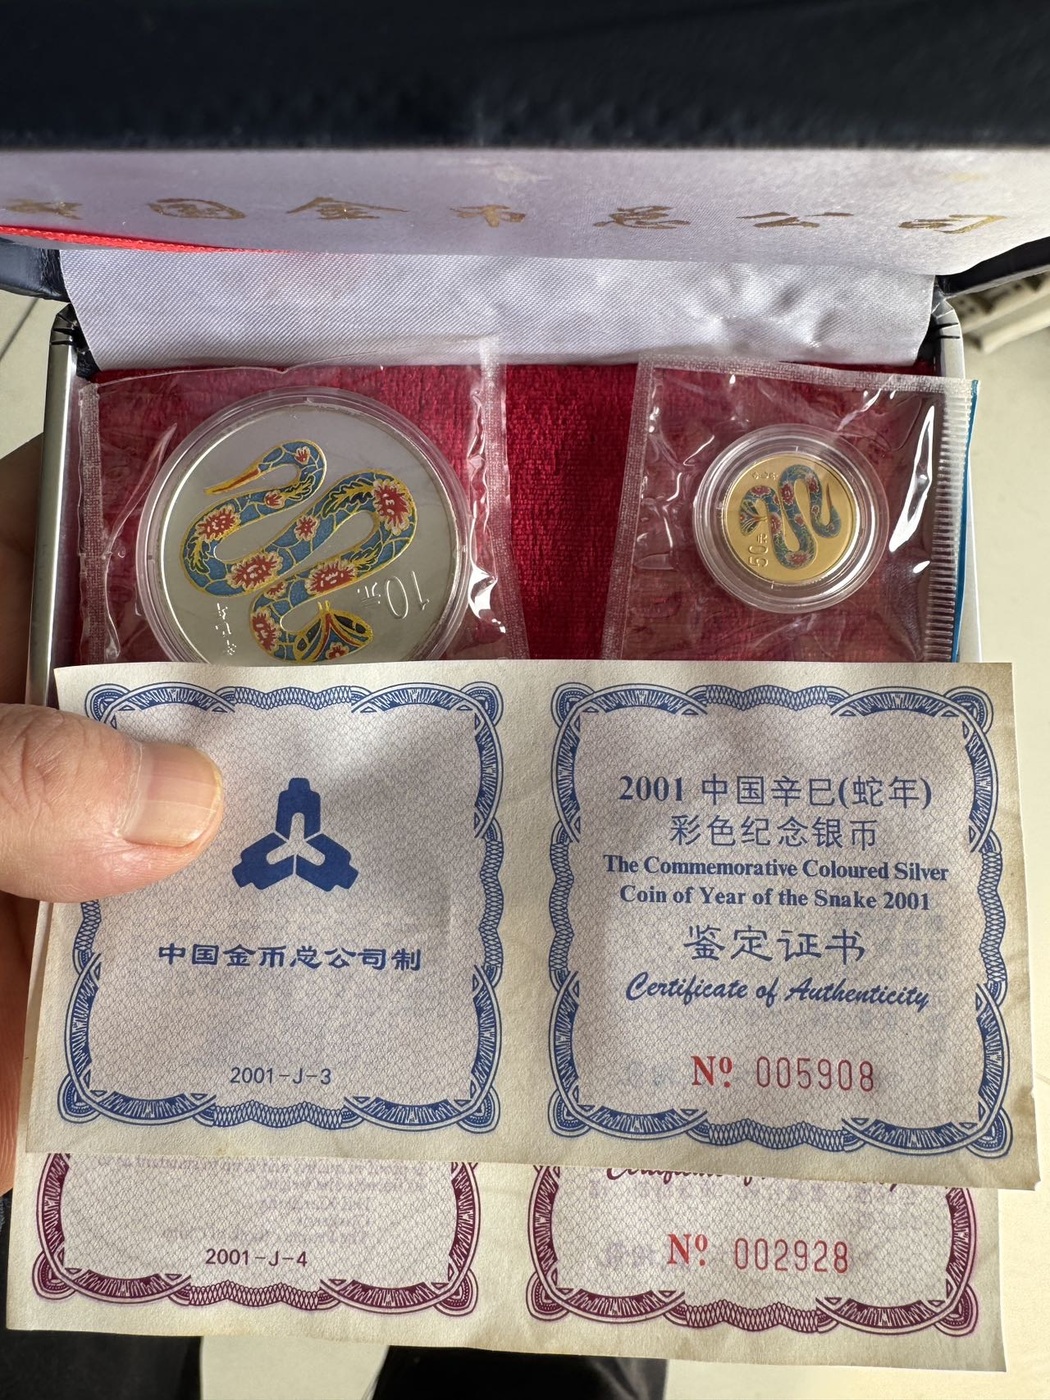 中国金币总公司
10元
辛巳年
50元
中国金币总公司制
2001-J-3
2001 中国辛巳(蛇年)
彩色纪念银币
The Commemorative Coloured Silver
Coin of Year of the Snake 2001
鉴定证书
Certificate of Authenticity
Nº 005908
2001-J-4
Nº 002928